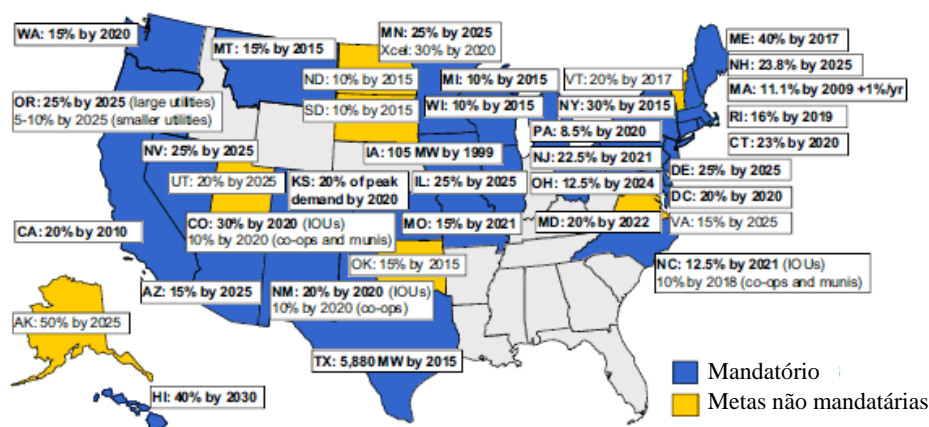 WA: 15% by 2020
MT: 15% by 2015
MN: 25% by 2025
Xcel: 30% by 2020
ME: 40% by 2017
NH: 23.8% by 2025
ND: 10% by 2015
MI: 10% by 2015
VT: 20% by 2017
MA: 11.1% by 2009 +1%/yr
OR: 25% by 2025 (large utilities)
5-10% by 2025 (smaller utilities)
SD: 10% by 2015
WI: 10% by 2015
NY: 30% by 2015
RI: 16% by 2019
PA: 8.5% by 2020
CT: 23% by 2020
NV: 25% by 2025
IA: 105 MW by 1999
NJ: 22.5% by 2021
DE: 25% by 2025
UT: 20% by 2025
KS: 20% of peak
demand by 2020
IL: 25% by 2025
OH: 12.5% by 2024
DC: 20% by 2020
CA: 20% by 2010
CO: 30% by 2020 (IOUs)
10% by 2020 (co-ops and munis)
MO: 15% by 2021
MD: 20% by 2022
VA: 15% by 2025
OK: 15% by 2015
NC: 12.5% by 2021 (IOUs)
10% by 2018 (co-ops and munis)
AZ: 15% by 2025
NM: 20% by 2020 (IOUs)
10% by 2020 (co-ops)
AK: 50% by 2025
TX: 5,880 MW by 2015
HI: 40% by 2030
Mandatório
Metas não mandatárias